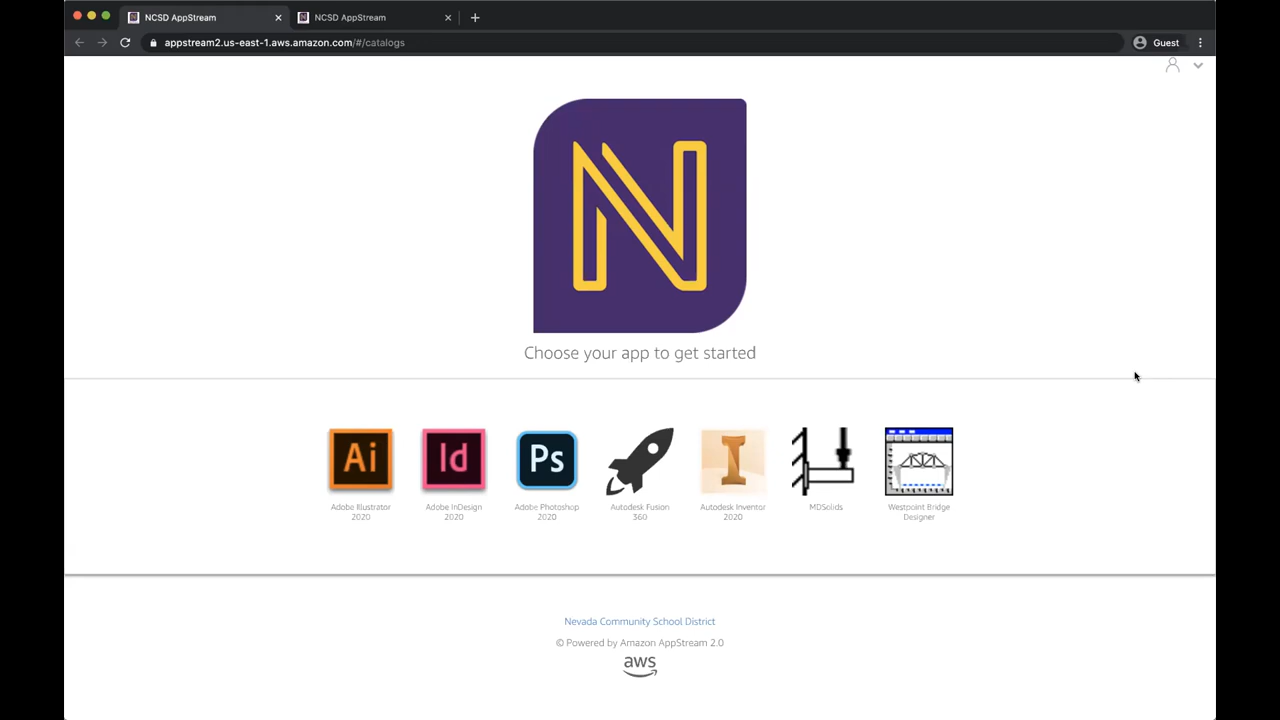 NCSD AppStream
NCSD AppStream
appstream2.us-east-1.aws.amazon.com/#/catalogs
Guest
N
Choose your app to get started
Ai
Id
Ps
I
Adobe Illustrator
2020
Adobe InDesign
2020
Adobe Photoshop
2020
Autodesk Fusion
360
Autodesk Inventor
2020
MDSolids
Westpoint Bridge
Designer
Nevada Community School District
© Powered by Amazon AppStream 2.0
aws